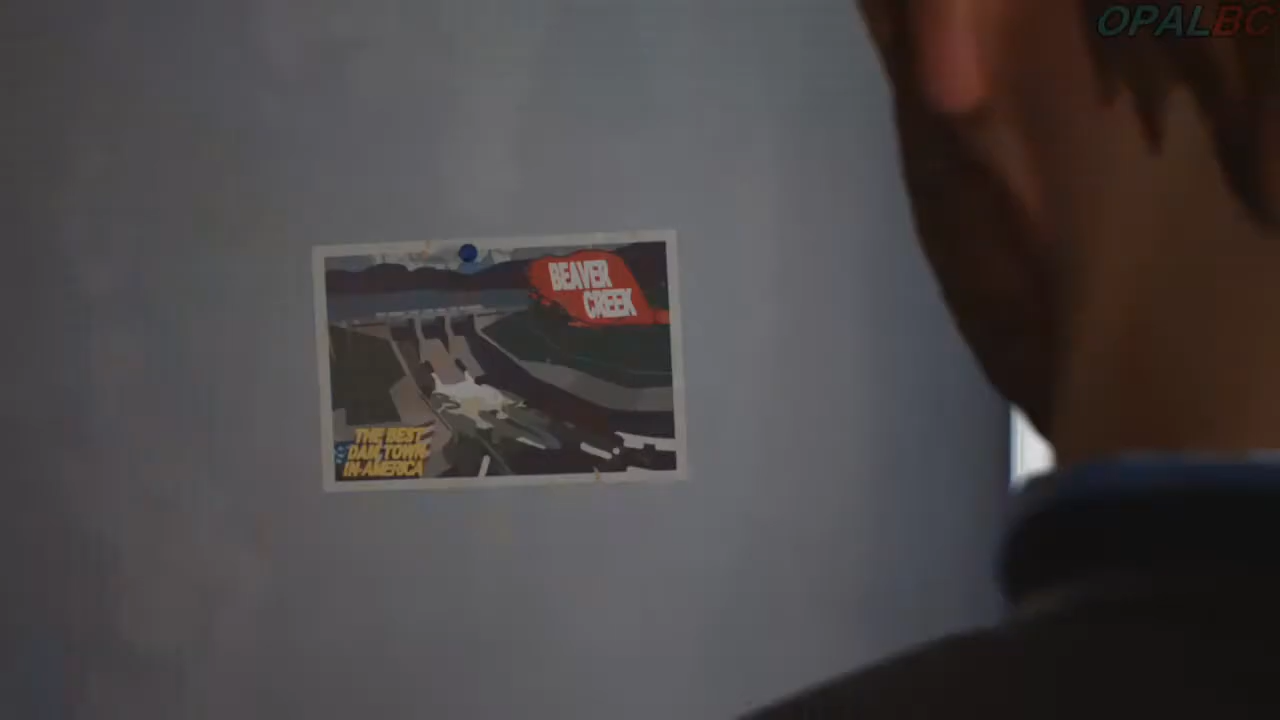 OPALBC
BEAVER
CREEK
THE BEST
DAM TOWN
IN AMERICA